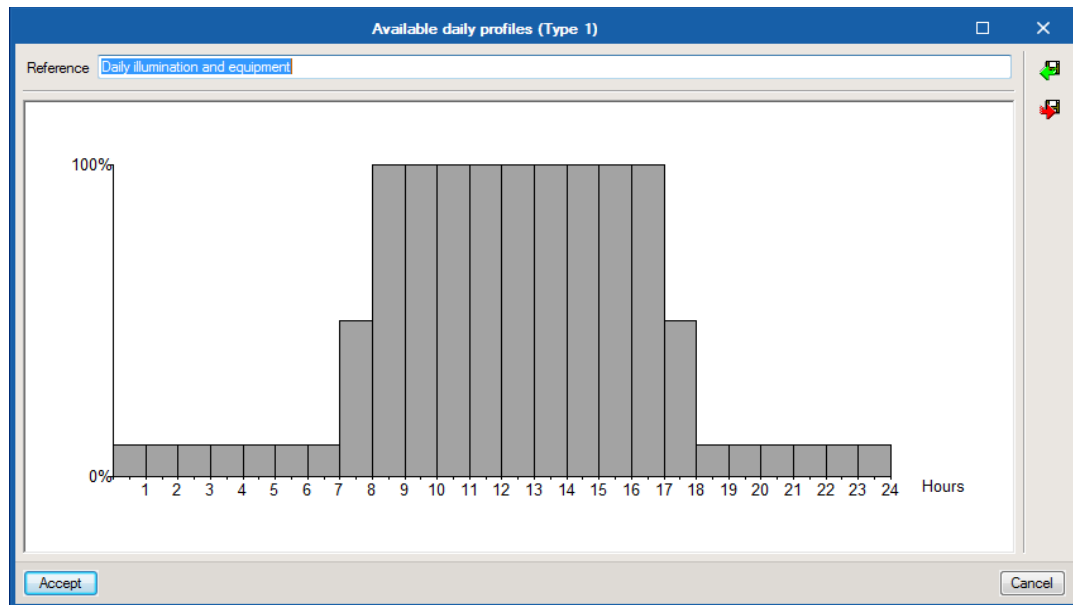 Available daily profiles (Type 1)
Reference Daily illumination and equipment
100%
0%
1 2 3 4 5 6 7 8 9 10 11 12 13 14 15 16 17 18 19 20 21 22 23 24 Hours
Accept Cancel